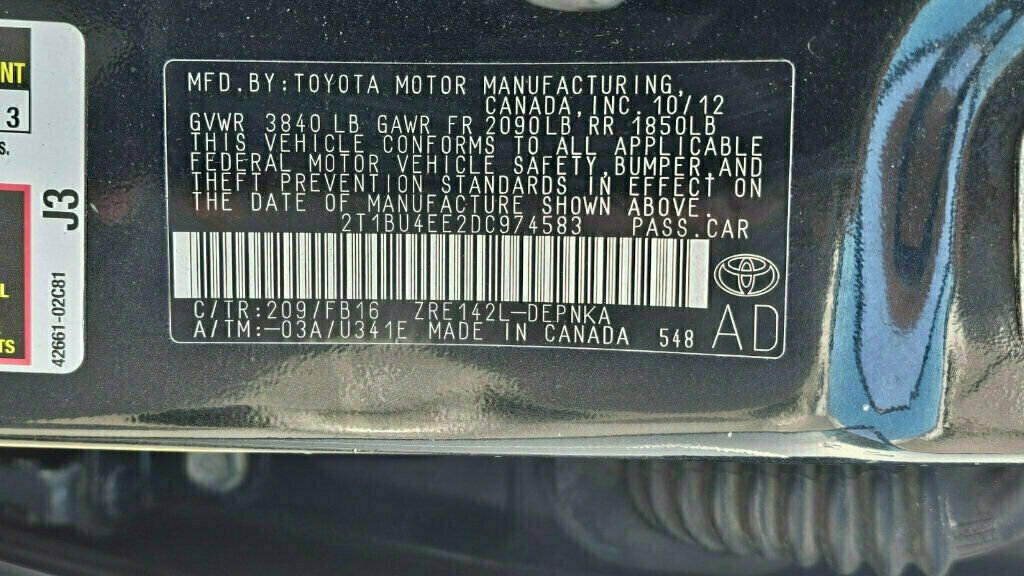 MFD.BY:TOYOTA MOTOR MANUFACTURING,
CANADA,INC.10/12
GVWR 3840 LB GAWR FR 2090LB RR 1850LB
THIS VEHICLE CONFORMS TO ALL APPLICABLE
FEDERAL MOTOR VEHICLE SAFETY,BUMPER,AND
THEFT PREVENTION STANDARDS IN EFFECT ON
THE DATE OF MANUFACTURE SHOWN ABOVE.
2T1BU4EE2DC974583 PASS.CAR
C/TR:209/FB16 ZRE142L-DEPNKA
A/TM:-03A/U341E MADE IN CANADA 548
AD
NT
3
S.
J3
L
TS
42661-02C81